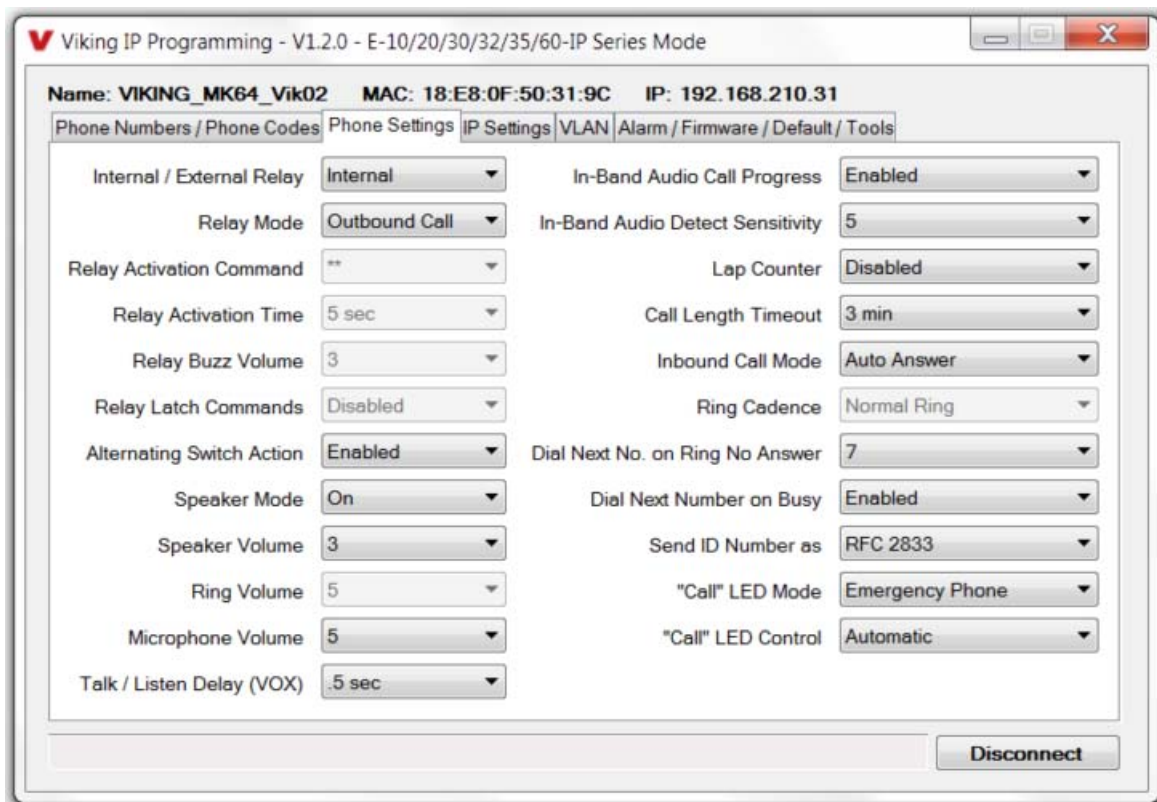 Viking IP Programming - V1.2.0 - E-10/20/30/32/35/60-IP Series Mode
Name: VIKING_MK64_Vik02 MAC: 18:E8:0F:50:31:9C IP: 192.168.210.31
Phone Numbers / Phone Codes Phone Settings IP Settings VLAN Alarm / Firmware / Default / Tools
Internal / External Relay Internal In-Band Audio Call Progress Enabled
Relay Mode Outbound Call In-Band Audio Detect Sensitivity 5
Relay Activation Command ** Lap Counter Disabled
Relay Activation Time 5 sec Call Length Timeout 3 min
Relay Buzz Volume 3 Inbound Call Mode Auto Answer
Relay Latch Commands Disabled Ring Cadence Normal Ring
Alternating Switch Action Enabled Dial Next No. on Ring No Answer 7
Speaker Mode On Dial Next Number on Busy Enabled
Speaker Volume 3 Send ID Number as RFC 2833
Ring Volume 5 "Call" LED Mode Emergency Phone
Microphone Volume 5 "Call" LED Control Automatic
Talk / Listen Delay (VOX) .5 sec
Disconnect